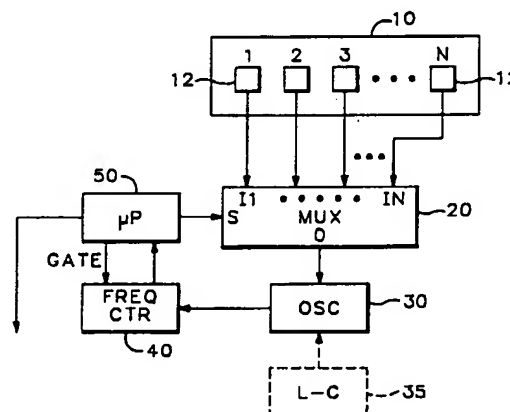 10
1 2 3 • • • N
12 12
• • •
50
I1 • • • • • IN
µP S MUX 20
O
GATE
FREQ CTR OSC 30
40
L-C 35